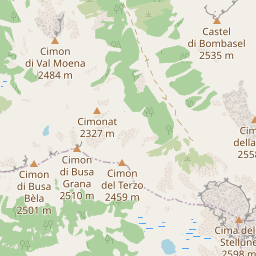 Cimon
di Val Moena
2484 m
Castel
di Bombasel
2535 m
Cimonat
2327 m
Cimon
di Busa
Grana
2510 m
Cimon
del Terzo
2459 m
Cimon
di Busa
Bèla
2501 m
Cim
della
2558
Cima del
Stellune
2598 m